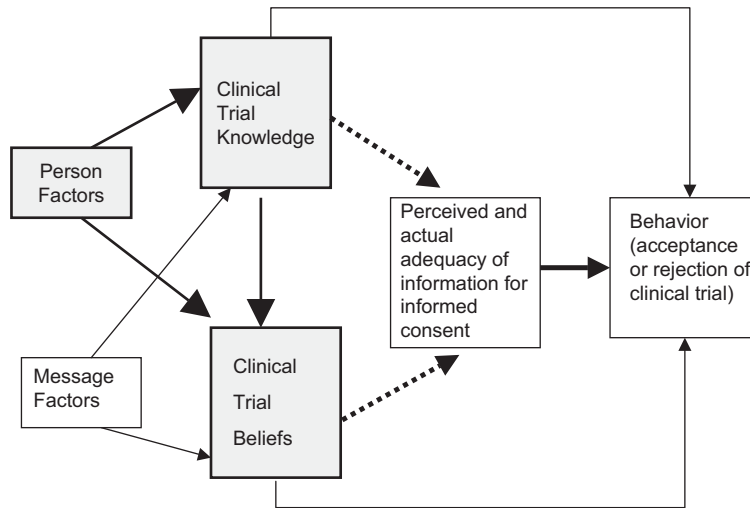 Clinical
Trial
Knowledge
Person
Factors
Perceived and
actual
adequacy of
information for
informed
consent
Behavior
(acceptance
or rejection of
clinical trial)
Message
Factors
Clinical
Trial
Beliefs